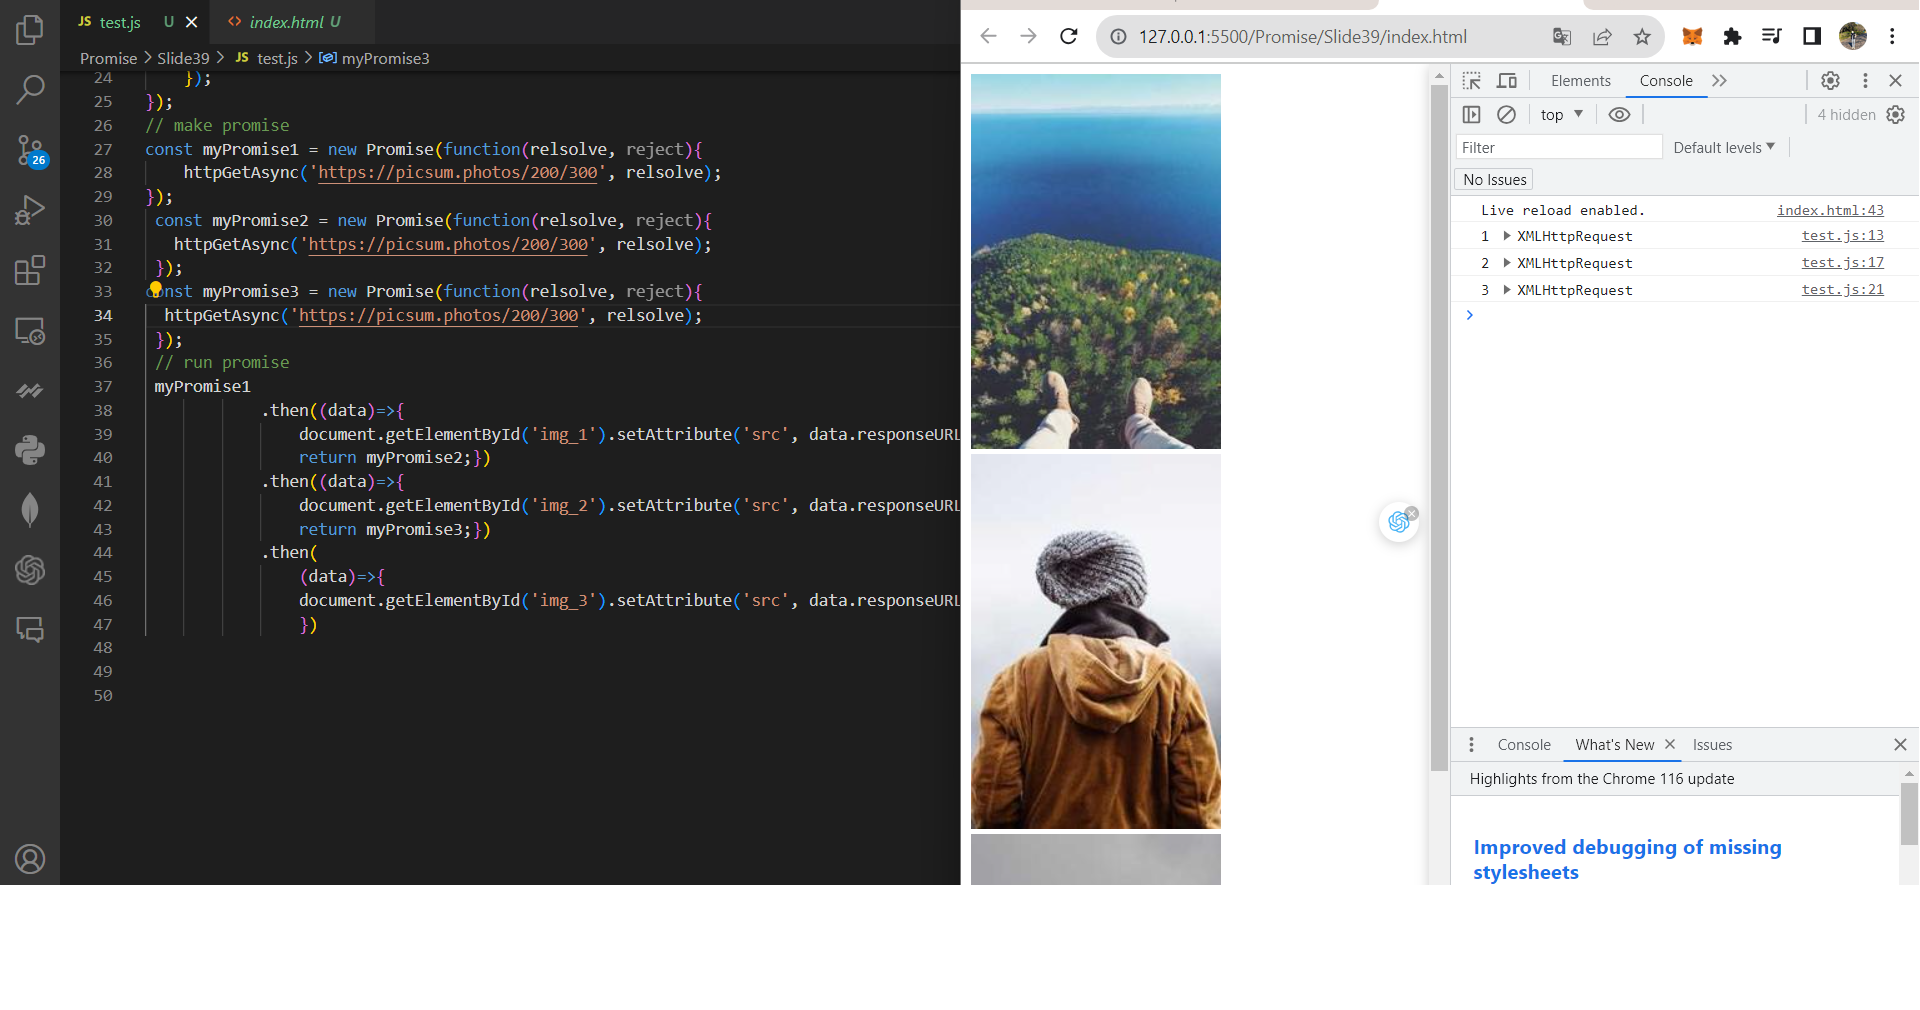 JS test.js U
<> index.html U
Promise > Slide39 > JS test.js > myPromise3
24 });
25 });
26 // make promise
27 const myPromise1 = new Promise(function(relsolve, reject){
28 httpGetAsync('https://picsum.photos/200/300', relsolve);
29 });
30 const myPromise2 = new Promise(function(relsolve, reject){
31 httpGetAsync('https://picsum.photos/200/300', relsolve);
32 });
33 const myPromise3 = new Promise(function(relsolve, reject){
34 httpGetAsync('https://picsum.photos/200/300', relsolve);
35 });
36 // run promise
37 myPromise1
38 .then((data)=>{
39 document.getElementById('img_1').setAttribute('src', data.responseURL
40 return myPromise2;})
41 .then((data)=>{
42 document.getElementById('img_2').setAttribute('src', data.responseURL
43 return myPromise3;})
44 .then(
45 (data)=>{
46 document.getElementById('img_3').setAttribute('src', data.responseURL
47 })
48
49
50
26
127.0.0.1:5500/Promise/Slide39/index.html
Elements Console
top 4 hidden
Filter Default levels
No Issues
Live reload enabled. index.html:43
1 XMLHttpRequest test.js:13
2 XMLHttpRequest test.js:17
3 XMLHttpRequest test.js:21
Console What's New Issues
Highlights from the Chrome 116 update
Improved debugging of missing
stylesheets